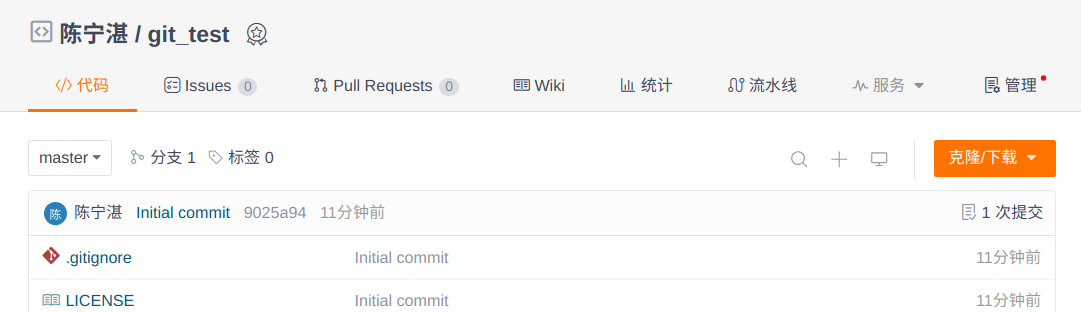 陈宁湛 / git_test
代码 Issues 0 Pull Requests 0 Wiki 统计 流水线 服务 管理
master 分支 1 标签 0 克隆/下载
陈 陈宁湛 Initial commit 9025a94 11分钟前 1 次提交
.gitignore Initial commit 11分钟前
LICENSE Initial commit 11分钟前